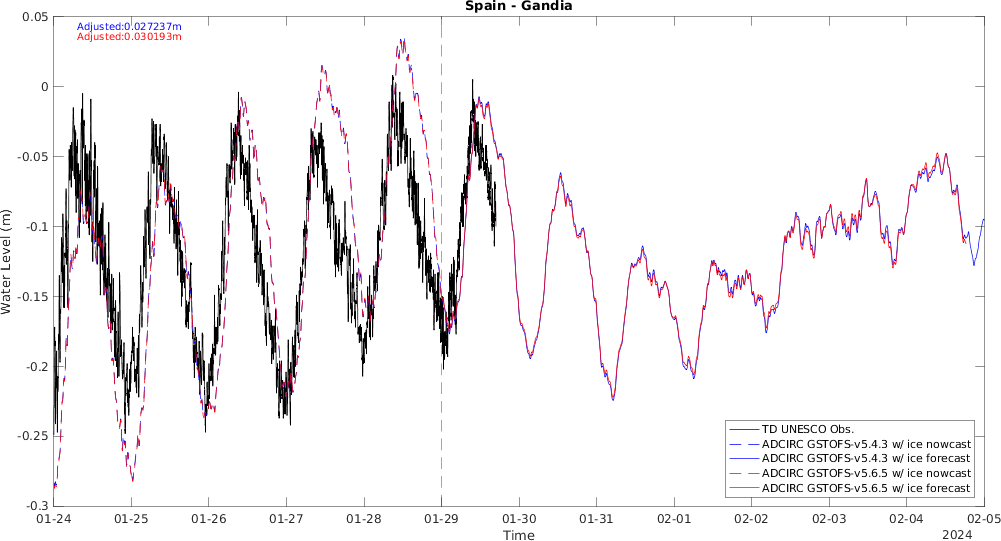 Spain - Gandia
Adjusted:0.027237m
Adjusted:0.030193m
0.05
0
-0.05
-0.1
-0.15
-0.2
-0.25
-0.3
Water Level (m)
TD UNESCO Obs.
ADCIRC GSTOFS-v5.4.3 w/ ice nowcast
ADCIRC GSTOFS-v5.4.3 w/ ice forecast
ADCIRC GSTOFS-v5.6.5 w/ ice nowcast
ADCIRC GSTOFS-v5.6.5 w/ ice forecast
01-24 01-25 01-26 01-27 01-28 01-29 01-30 01-31 02-01 02-02 02-03 02-04 02-05
Time
2024